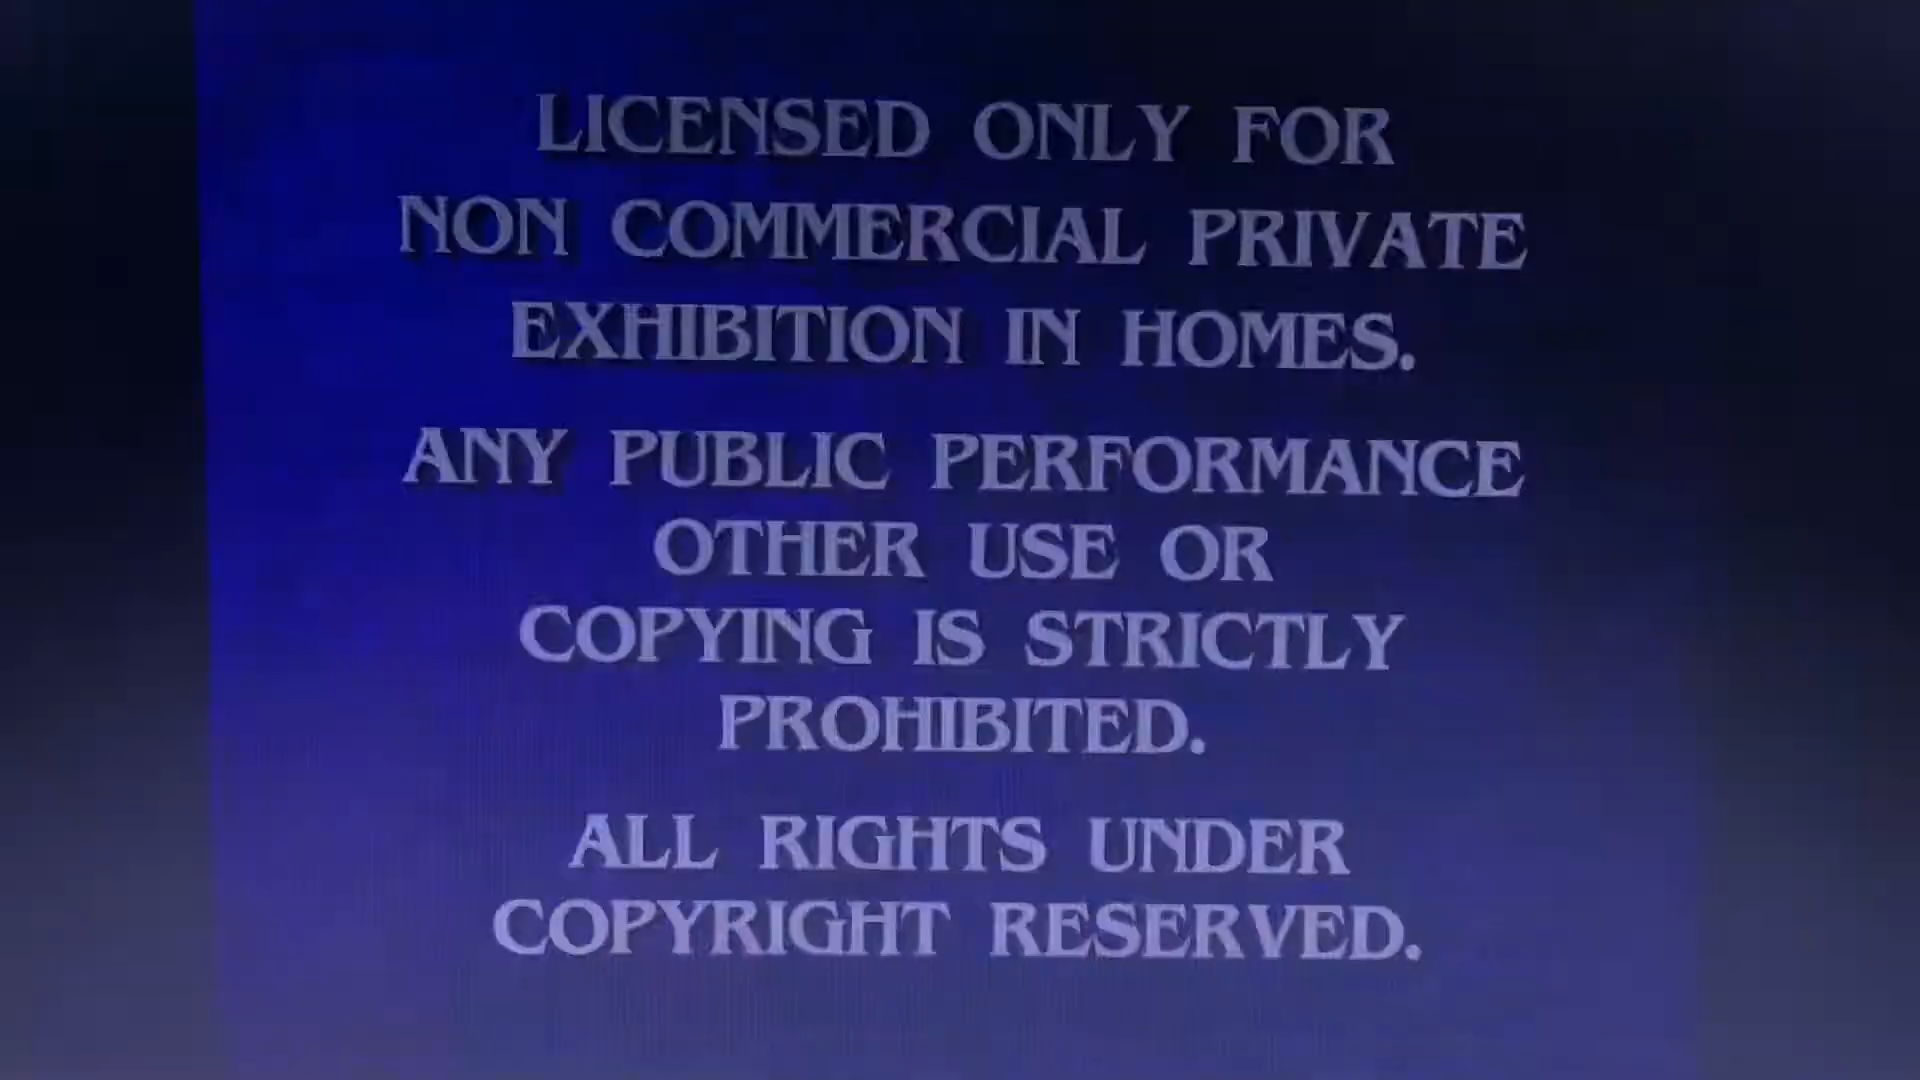 LICENSED ONLY FOR
NON COMMERCIAL PRIVATE
EXHIBITION IN HOMES.
ANY PUBLIC PERFORMANCE
OTHER USE OR
COPYING IS STRICTLY
PROHIBITED.
ALL RIGHTS UNDER
COPYRIGHT RESERVED.